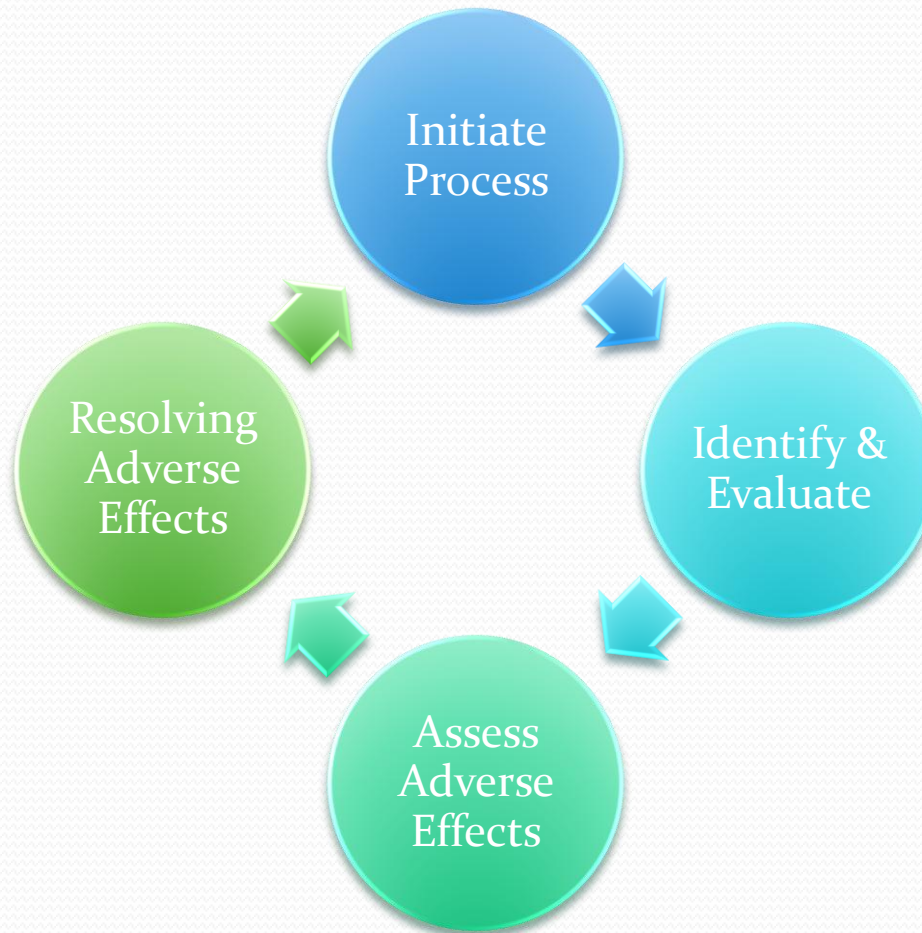 Initiate
Process
Identify &
Evaluate
Assess
Adverse
Effects
Resolving
Adverse
Effects